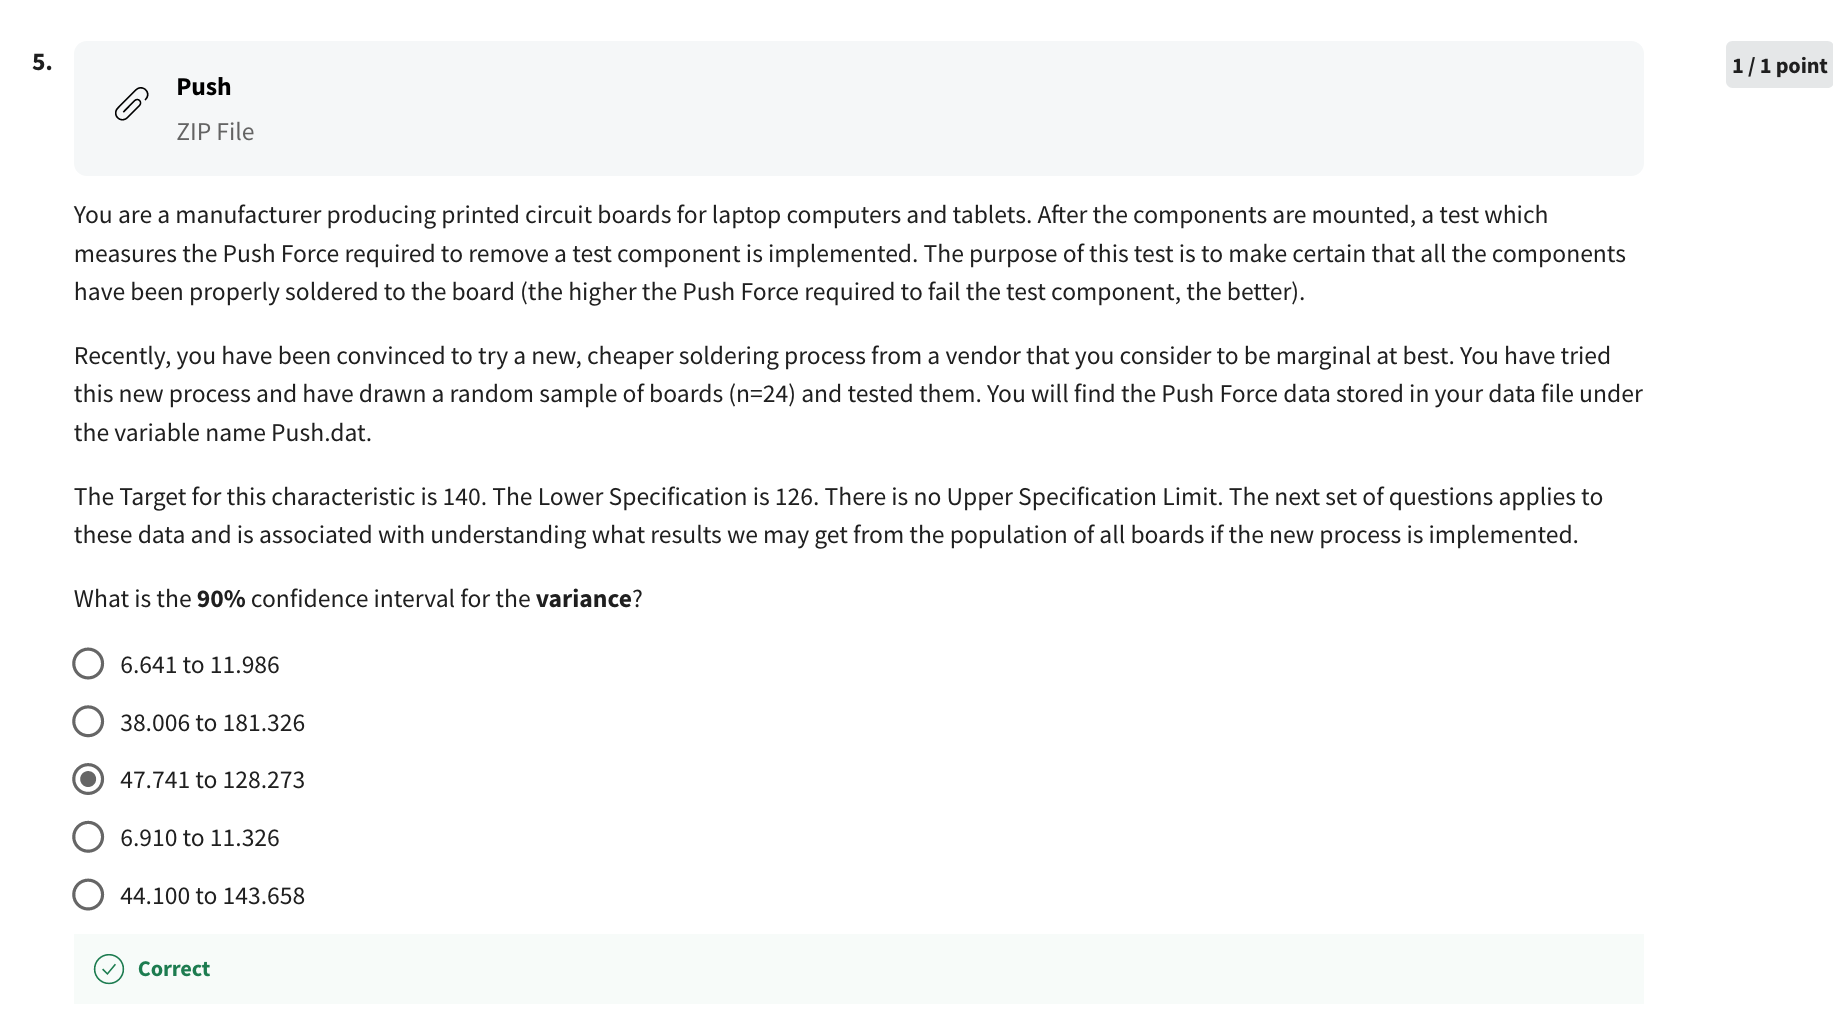 5.
Push
ZIP File
1 / 1 point
You are a manufacturer producing printed circuit boards for laptop computers and tablets. After the components are mounted, a test which
measures the Push Force required to remove a test component is implemented. The purpose of this test is to make certain that all the components
have been properly soldered to the board (the higher the Push Force required to fail the test component, the better).
Recently, you have been convinced to try a new, cheaper soldering process from a vendor that you consider to be marginal at best. You have tried
this new process and have drawn a random sample of boards (n=24) and tested them. You will find the Push Force data stored in your data file under
the variable name Push.dat.
The Target for this characteristic is 140. The Lower Specification is 126. There is no Upper Specification Limit. The next set of questions applies to
these data and is associated with understanding what results we may get from the population of all boards if the new process is implemented.
What is the 90% confidence interval for the variance?
6.641 to 11.986
38.006 to 181.326
47.741 to 128.273
6.910 to 11.326
44.100 to 143.658
Correct